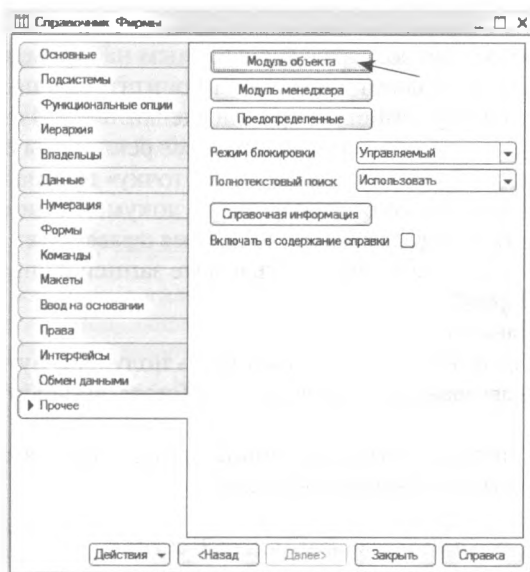 Справочник Фирмы
Основные
Подсистемы
Функциональные опции
Иерархия
Владельцы
Данные
Нумерация
Формы
Команды
Макеты
Ввод на основании
Права
Интерфейсы
Обмен данными
Прочее
Модуль объекта
Модуль менеджера
Предопределенные
Режим блокировки Управляемый
Полнотекстовый поиск Использовать
Справочная информация
Включать в содержание справки
Действия <Назад Далее> Закрыть Справка